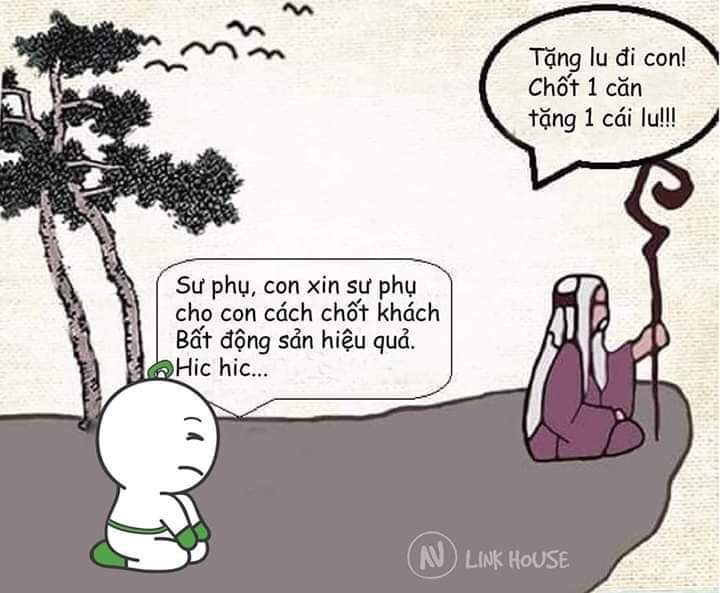 Tặng lu đi con!
Chốt 1 căn
tặng 1 cái lu!!!
Sư phụ, con xin sư phụ
cho con cách chốt khách
Bất động sản hiệu quả.
Hic hic...
LINK HOUSE